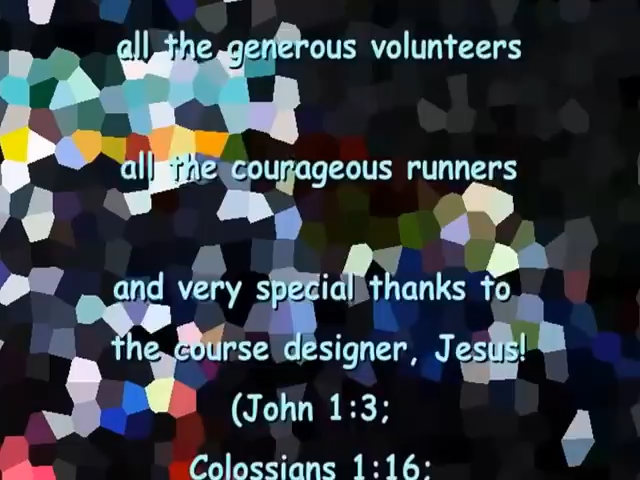 all the generous volunteers
all the courageous runners
and very special thanks to
the course designer, Jesus!
(John 1:3;
Colossians 1:16;